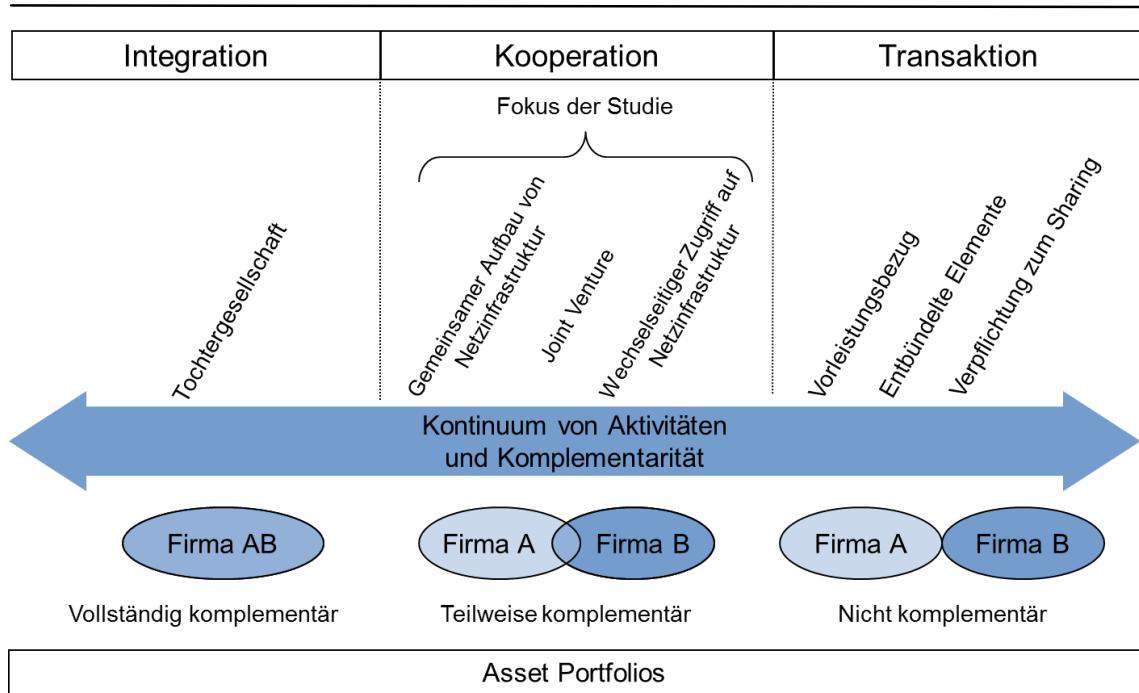 Integration
Kooperation
Transaktion
Fokus der Studie
Tochtergesellschaft
Gemeinsamer Aufbau von
Netzinfrastruktur
Joint Venture
Wechselseitiger Zugriff auf
Netzinfrastruktur
Vorleistungsbezug
Entbündelte Elemente
Verpflichtung zum Sharing
Kontinuum von Aktivitäten
und Komplementarität
Firma AB
Firma A
Firma B
Firma A
Firma B
Vollständig komplementär
Teilweise komplementär
Nicht komplementär
Asset Portfolios